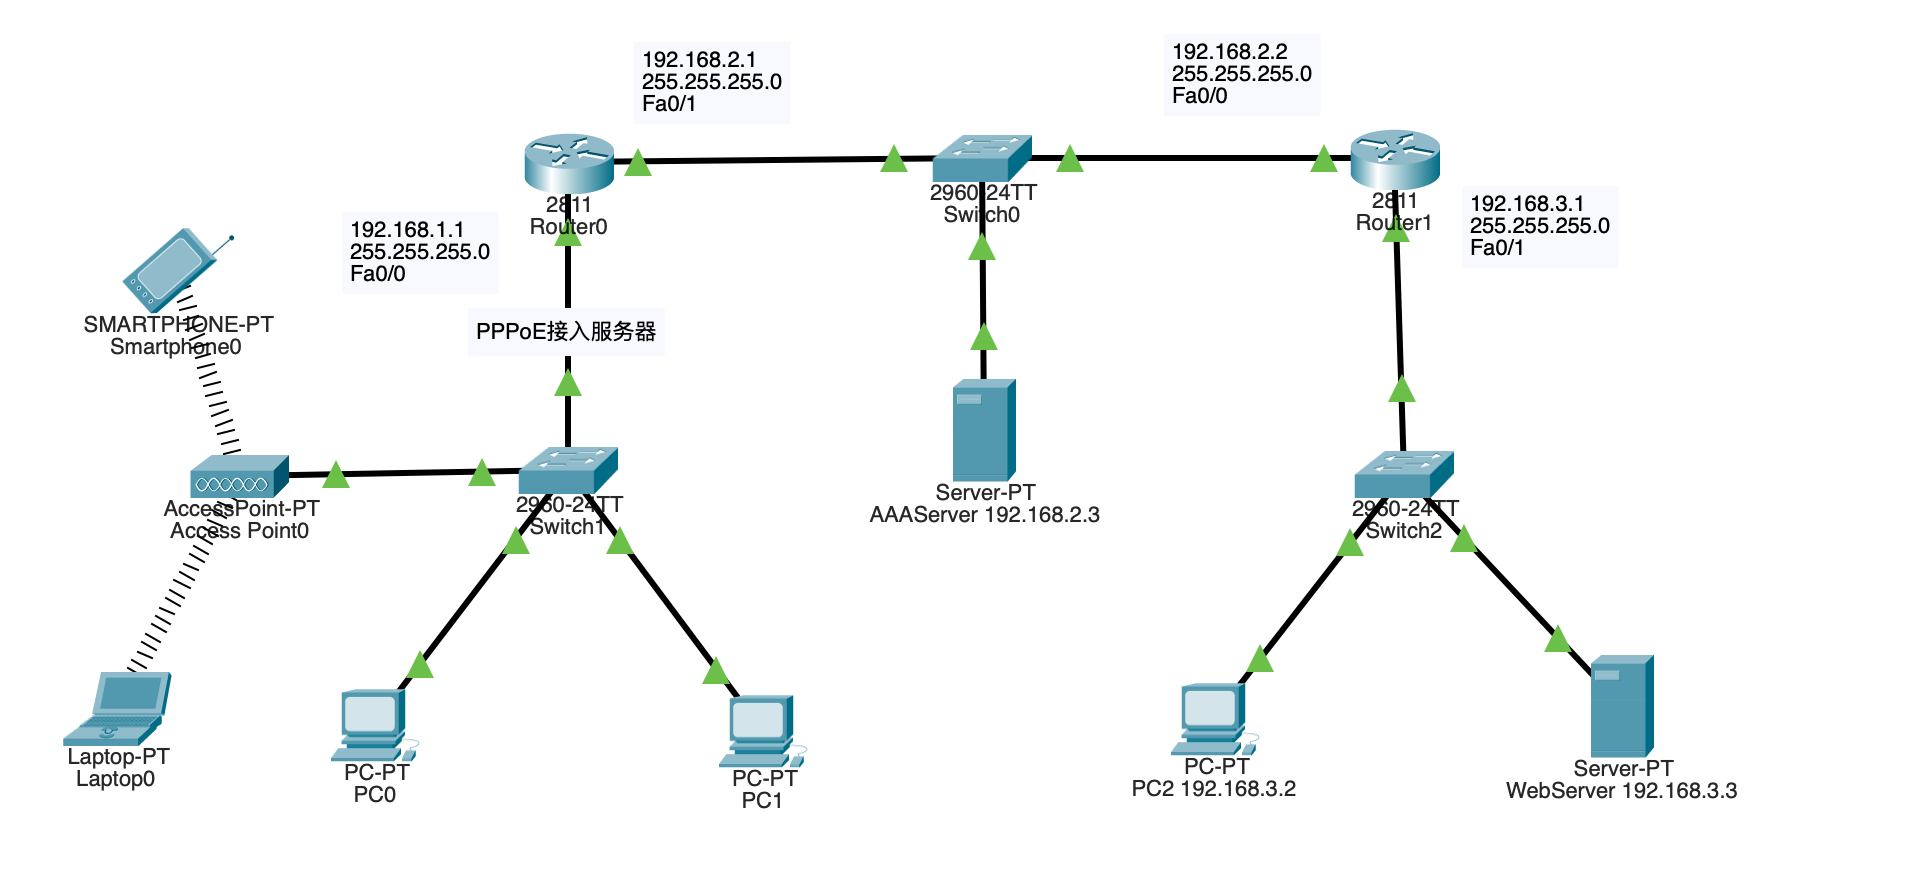 192.168.2.1
255.255.255.0
Fa0/1
192.168.2.2
255.255.255.0
Fa0/0
2811
Router0
2960-24TT
Switch0
2811
Router1
192.168.3.1
255.255.255.0
Fa0/1
192.168.1.1
255.255.255.0
Fa0/0
SMARTPHONE-PT
Smartphone0
PPPoE接入服务器
AccessPoint-PT
Access Point0
2960-24TT
Switch1
Server-PT
AAAServer 192.168.2.3
2960-24TT
Switch2
Laptop-PT
Laptop0
PC-PT
PC0
PC-PT
PC1
PC-PT
PC2 192.168.3.2
Server-PT
WebServer 192.168.3.3